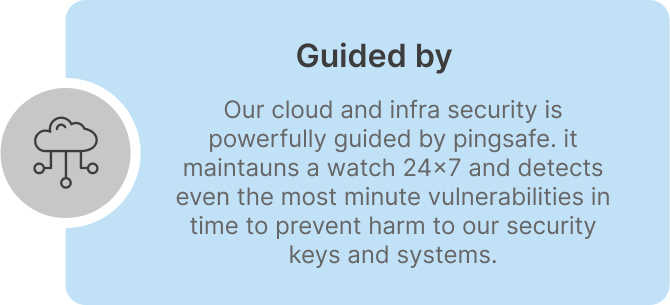 Guided by
Our cloud and infra security is
powerfully guided by pingsafe. it
maintauns a watch 24×7 and detects
even the most minute vulnerabilities in
time to prevent harm to our security
keys and systems.